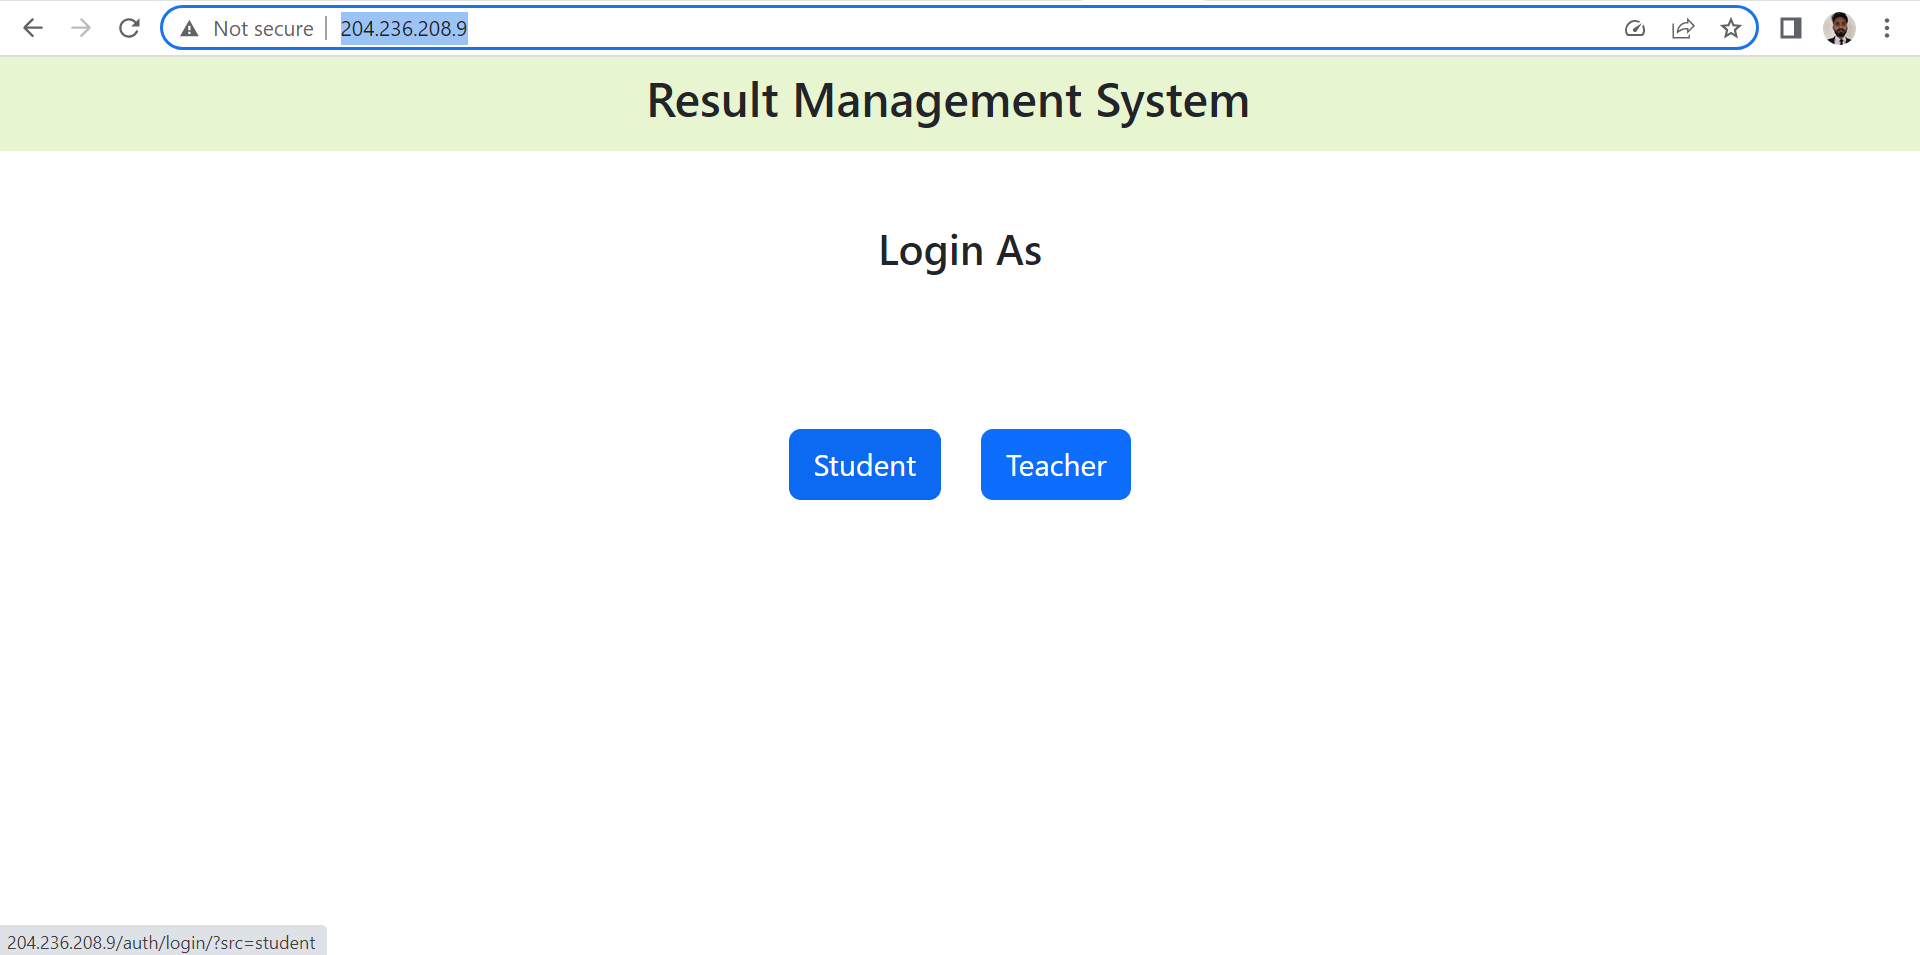 Not secure | 204.236.208.9
Result Management System
Login As
Student Teacher
204.236.208.9/auth/login/?src=student